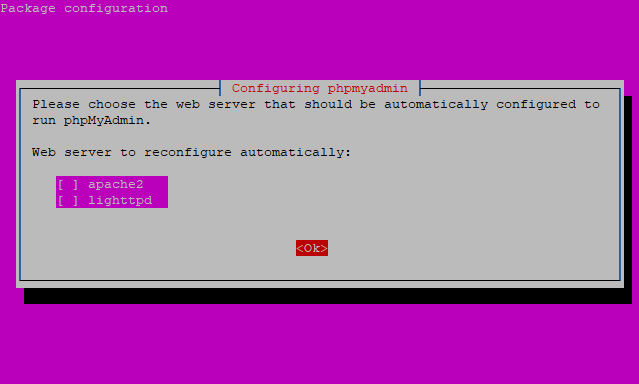 Package configuration
Configuring phpmyadmin
Please choose the web server that should be automatically configured to
run phpMyAdmin.
Web server to reconfigure automatically:
[ ] apache2
[ ] lighttpd
<Ok>